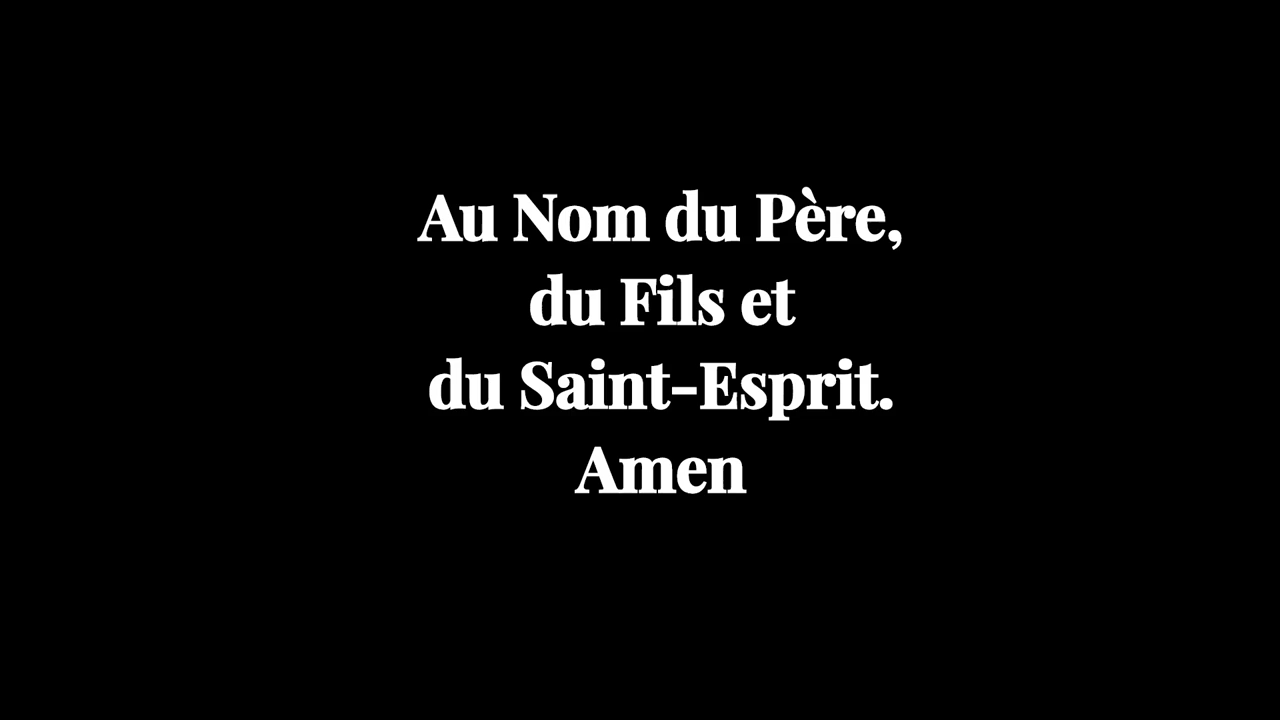 Au Nom du Père,
du Fils et
du Saint-Esprit.
Amen